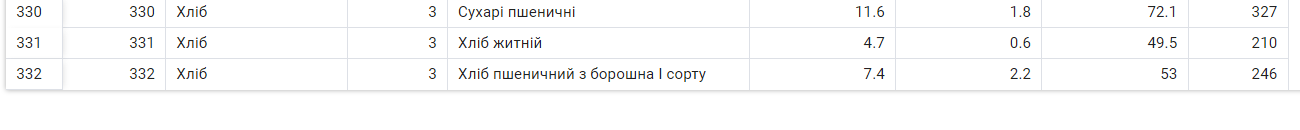 330 330 Хліб 3 Сухарі пшеничні 11.6 1.8 72.1 327
331 331 Хліб 3 Хліб житній 4.7 0.6 49.5 210
332 332 Хліб 3 Хліб пшеничний з борошна I сорту 7.4 2.2 53 246